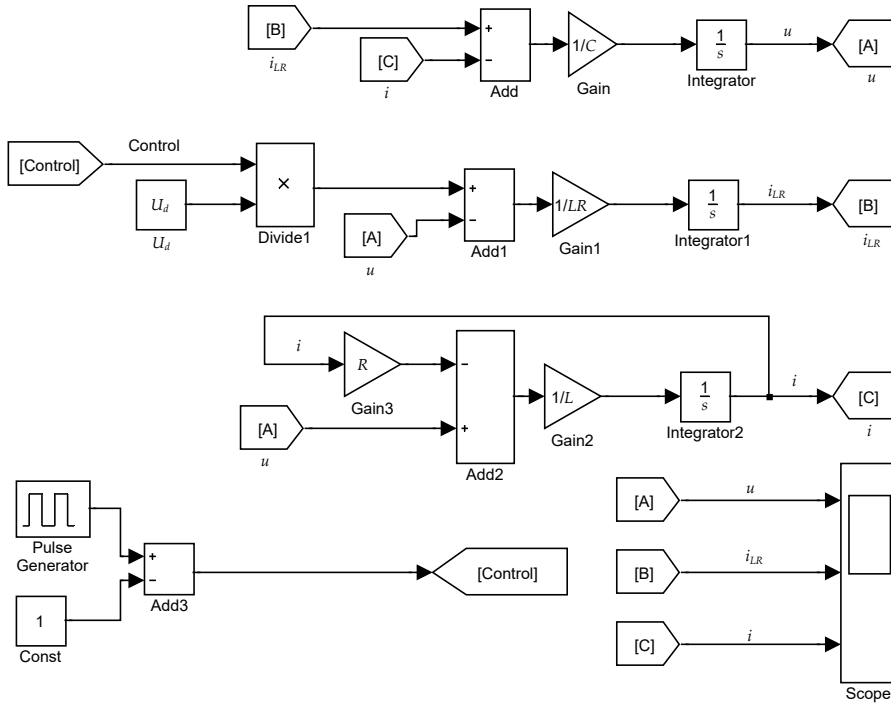 [B]
i_LR
[C]
i
+
−
Add
1/C
Gain
1/s
Integrator
u
[A]
u
[Control]
Control
U_d
U_d
×
Divide1
[A]
u
+
−
Add1
1/LR
Gain1
1/s
Integrator1
i_LR
[B]
i_LR
i
R
Gain3
[A]
u
−
+
Add2
1/L
Gain2
1/s
Integrator2
i
[C]
i
Pulse
Generator
1
Const
+
−
Add3
[Control]
[A]
u
[B]
i_LR
[C]
i
Scope